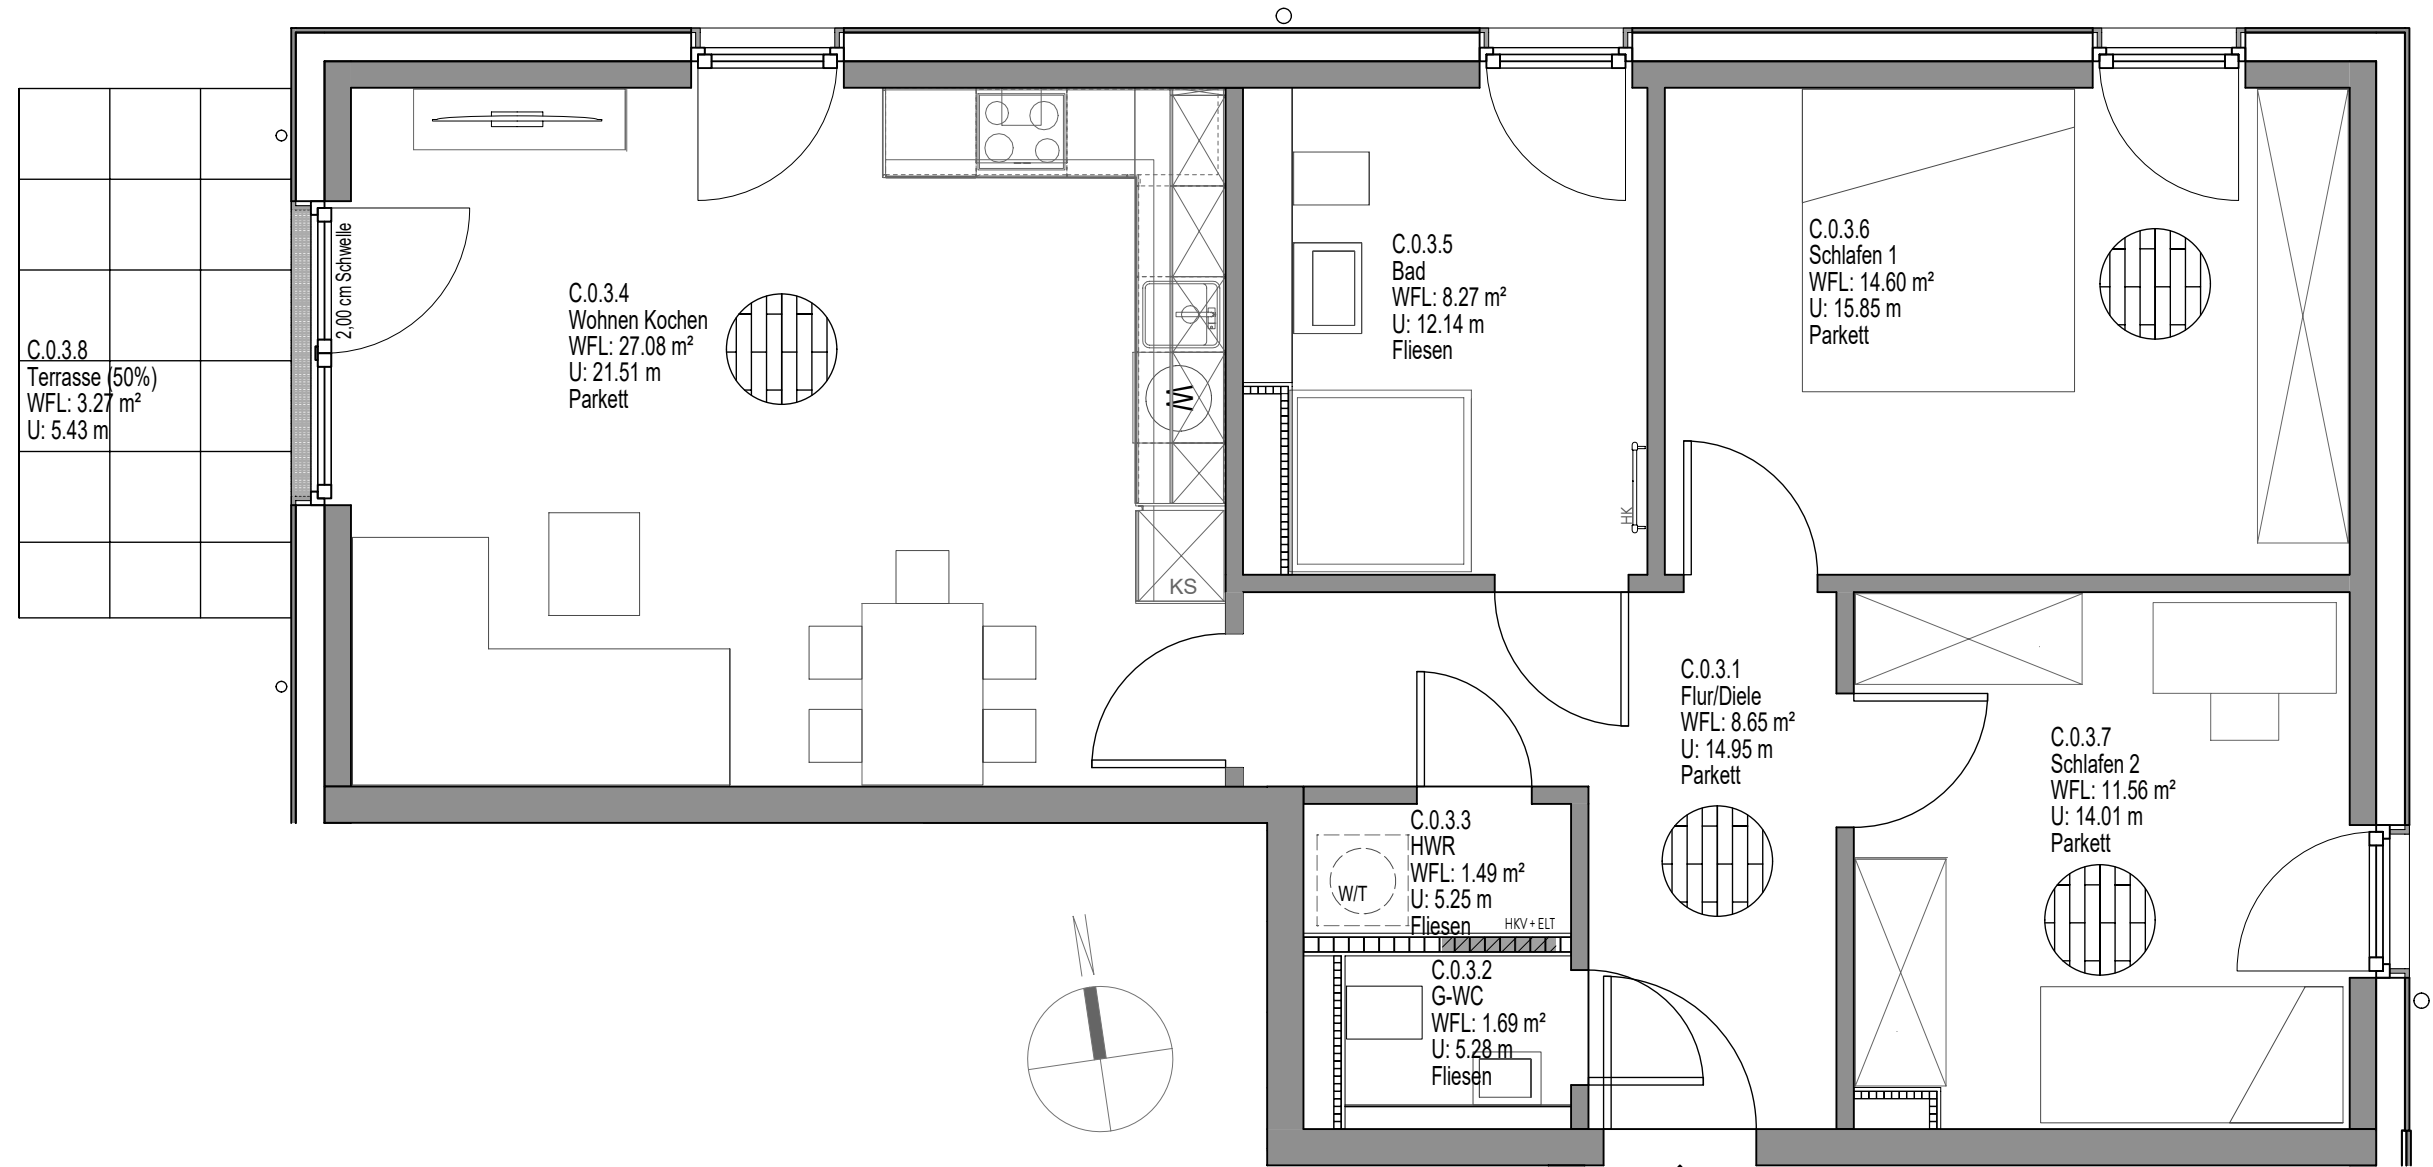 C.0.3.8
Terrasse (50%)
WFL: 3.27 m²
U: 5.43 m
2,00 cm Schwelle
C.0.3.4
Wohnen Kochen
WFL: 27.08 m²
U: 21.51 m
Parkett
W
KS
C.0.3.5
Bad
WFL: 8.27 m²
U: 12.14 m
Fliesen
HK
C.0.3.6
Schlafen 1
WFL: 14.60 m²
U: 15.85 m
Parkett
C.0.3.1
Flur/Diele
WFL: 8.65 m²
U: 14.95 m
Parkett
C.0.3.7
Schlafen 2
WFL: 11.56 m²
U: 14.01 m
Parkett
C.0.3.3
HWR
WFL: 1.49 m²
U: 5.25 m
Fliesen
W/T
HKV + ELT
C.0.3.2
G-WC
WFL: 1.69 m²
U: 5.28 m
Fliesen
N